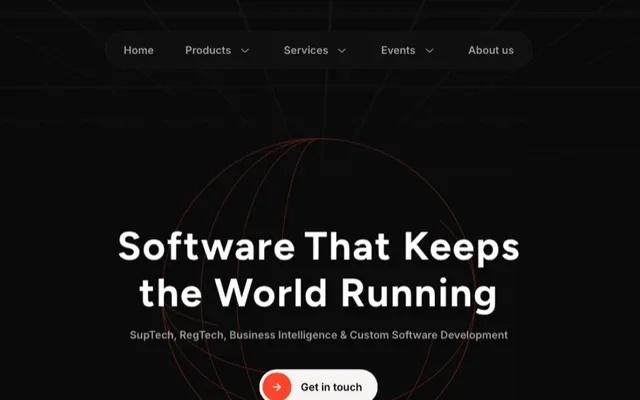 Home Products Services Events About us
Software That Keeps
the World Running
SupTech, RegTech, Business Intelligence & Custom Software Development
Get in touch